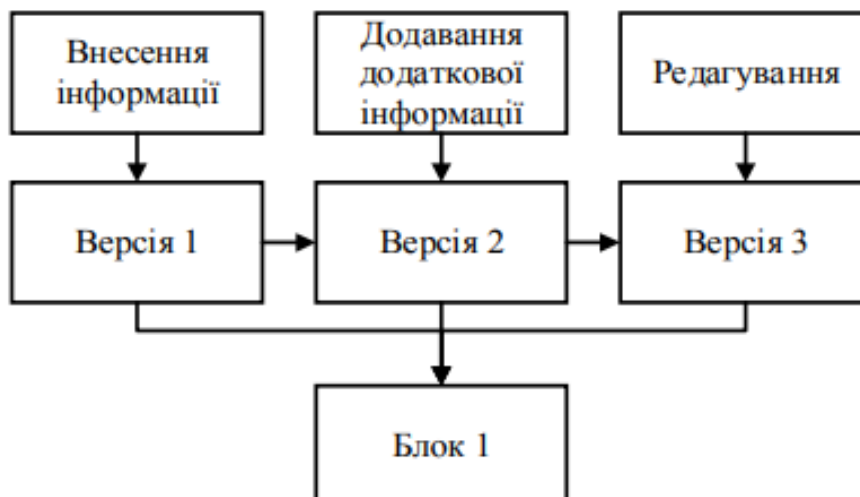 Внесення
інформації
Додавання
додаткової
інформації
Редагування
Версія 1
Версія 2
Версія 3
Блок 1